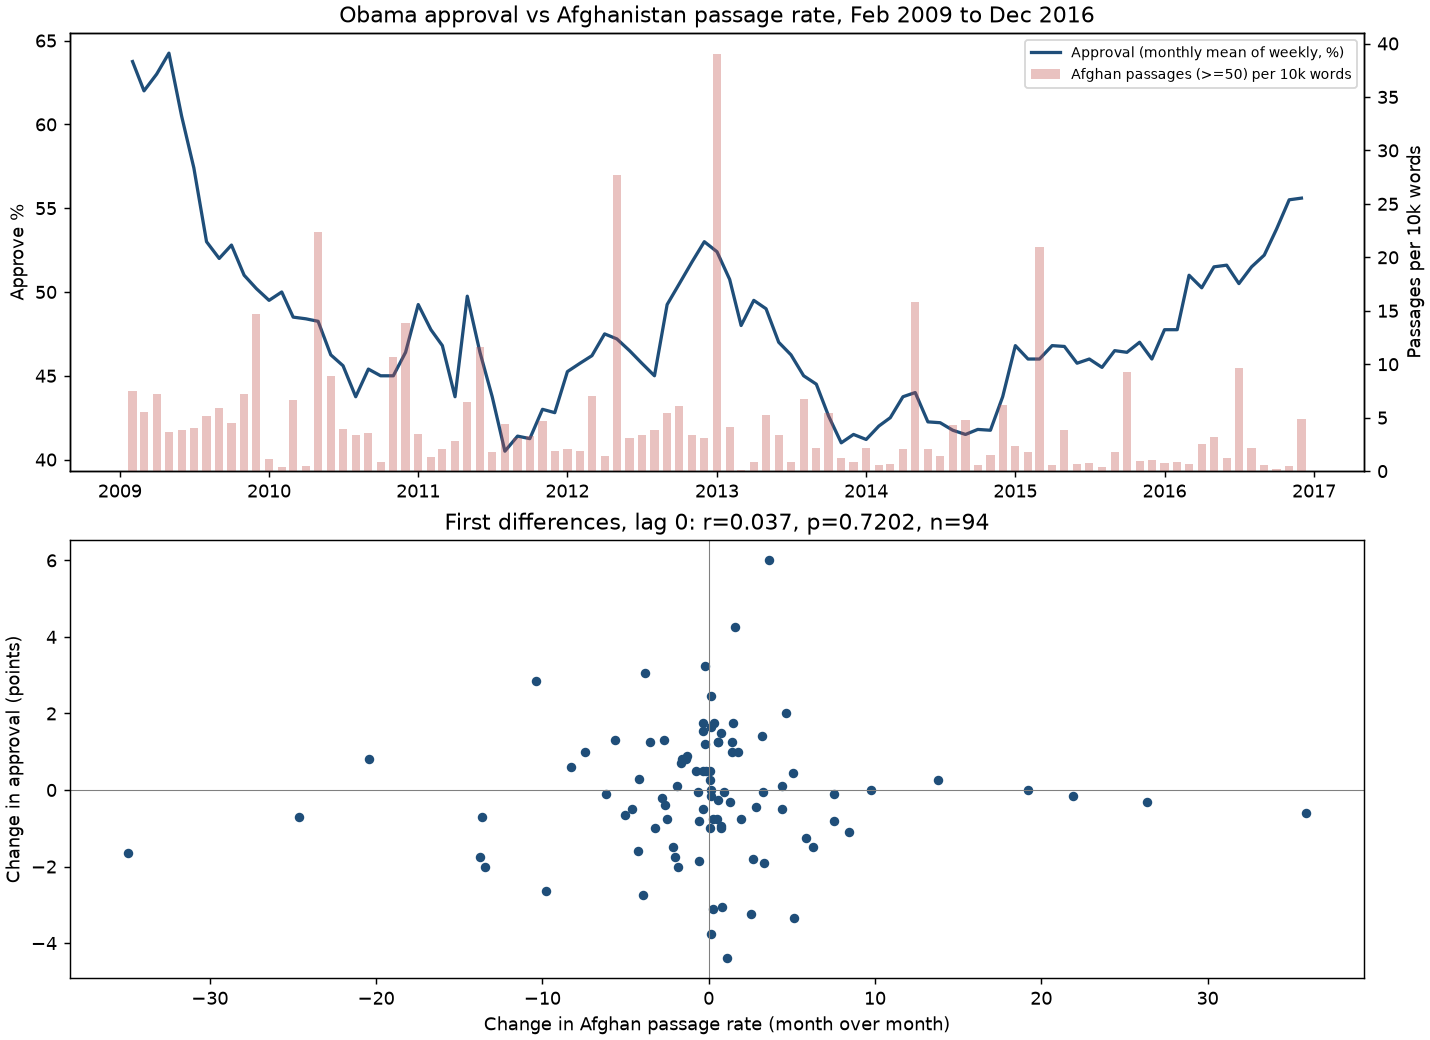 Obama approval vs Afghanistan passage rate, Feb 2009 to Dec 2016
Approval (monthly mean of weekly, %)
Afghan passages (>=50) per 10k words
65
60
55
50
45
40
Approve %
40
35
30
25
20
15
10
5
0
Passages per 10k words
2009 2010 2011 2012 2013 2014 2015 2016 2017
First differences, lag 0: r=0.037, p=0.7202, n=94
6
4
2
0
−2
−4
Change in approval (points)
−30 −20 −10 0 10 20 30
Change in Afghan passage rate (month over month)